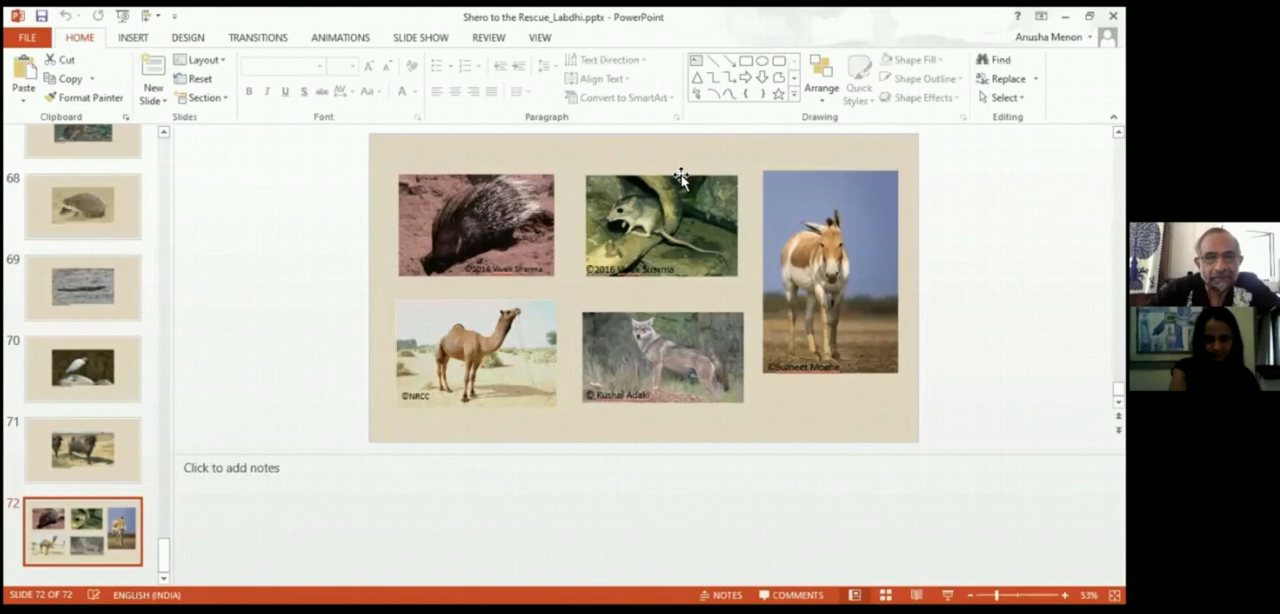 Shero to the Rescue_Labdhi.pptx - PowerPoint
FILE HOME INSERT DESIGN TRANSITIONS ANIMATIONS SLIDE SHOW REVIEW VIEW
Anusha Menon
Paste
Cut
Copy
Format Painter
Clipboard
New
Slide
Layout
Reset
Section
Slides
Font
Text Direction
Align Text
Convert to SmartArt
Paragraph
Arrange
Quick
Styles
Shape Fill
Shape Outline
Shape Effects
Drawing
Find
Replace
Select
Editing
68
69
70
71
72
©2016 Vivek Sharma
©2016 Vivek Sharma
©Sumeet Moghe
©NRCC
© Kushal Adaki
Click to add notes
SLIDE 72 OF 72 ENGLISH (INDIA) NOTES COMMENTS 53%